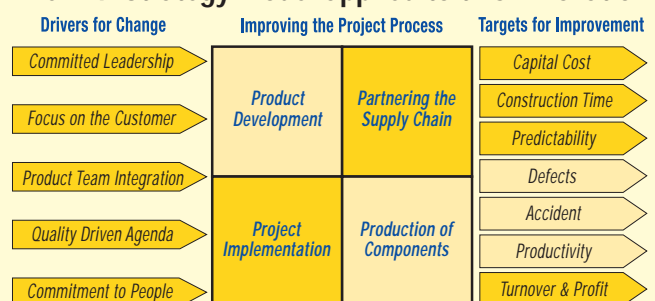 Drivers for Change
Improving the Project Process
Targets for Improvement
Committed Leadership
Focus on the Customer
Product Team Integration
Quality Driven Agenda
Commitment to People
Product
Development
Partnering the
Supply Chain
Project
Implementation
Production of
Components
Capital Cost
Construction Time
Predictability
Defects
Accident
Productivity
Turnover & Profit